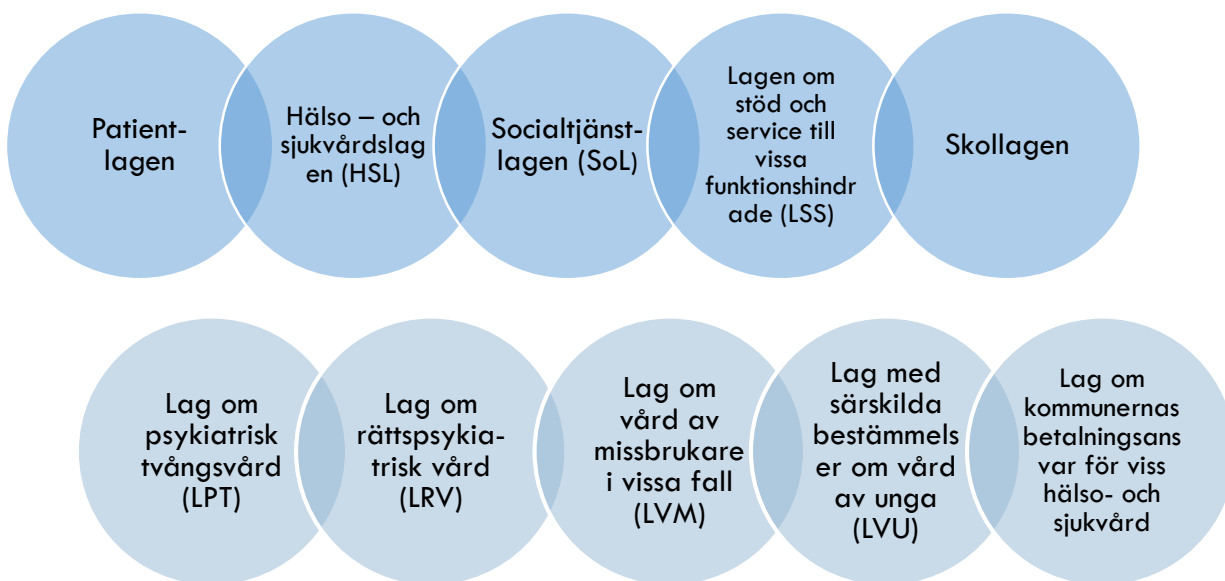 Patient-
lagen
Hälso – och
sjukvårdslag
en (HSL)
Socialtjänst-
lagen (SoL)
Lagen om
stöd och
service till
vissa
funktionshindr
ade (LSS)
Skollagen
Lag om
psykiatrisk
tvångsvård
(LPT)
Lag om
rättspsykia-
trisk vård
(LRV)
Lag om
vård av
missbrukare
i vissa fall
(LVM)
Lag med
särskilda
bestämmels
er om vård
av unga
(LVU)
Lag om
kommunernas
betalningsans
var för viss
hälso- och
sjukvård